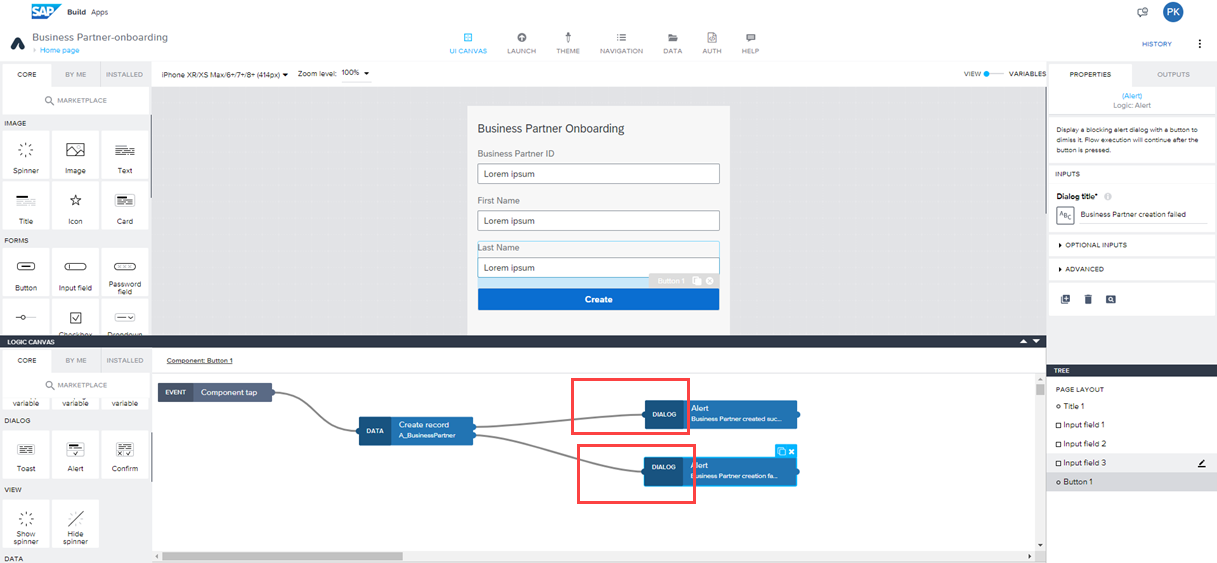 SAP Build Apps
PK
Business Partner-onboarding
Home page
UI CANVAS
LAUNCH
THEME
NAVIGATION
DATA
AUTH
HELP
HISTORY
CORE
BY ME
INSTALLED
MARKETPLACE
iPhone XR/XS Max/6+/7+/8+ (414px)
Zoom level: 100%
VIEW
VARIABLES
IMAGE
Spinner
Image
Text
Title
Icon
Card
FORMS
Button
Input field
Password
field
Checkbox
Dropdown
Business Partner Onboarding
Business Partner ID
Lorem ipsum
First Name
Lorem ipsum
Last Name
Lorem ipsum
Button 1
Create
PROPERTIES
OUTPUTS
(Alert)
Logic: Alert
Display a blocking alert dialog with a button to
dimiss it. Flow execution will continue after the
button is pressed.
INPUTS
Dialog title*
ABC
Business Partner creation failed
OPTIONAL INPUTS
ADVANCED
LOGIC CANVAS
CORE
BY ME
INSTALLED
MARKETPLACE
variable
variable
variable
DIALOG
Toast
Alert
Confirm
VIEW
Show
spinner
Hide
spinner
DATA
Component: Button 1
EVENT
Component tap
DATA
Create record
A_BusinessPartner
DIALOG
Alert
Business Partner created suc...
DIALOG
Alert
Business Partner creation fa...
TREE
PAGE LAYOUT
Title 1
Input field 1
Input field 2
Input field 3
Button 1